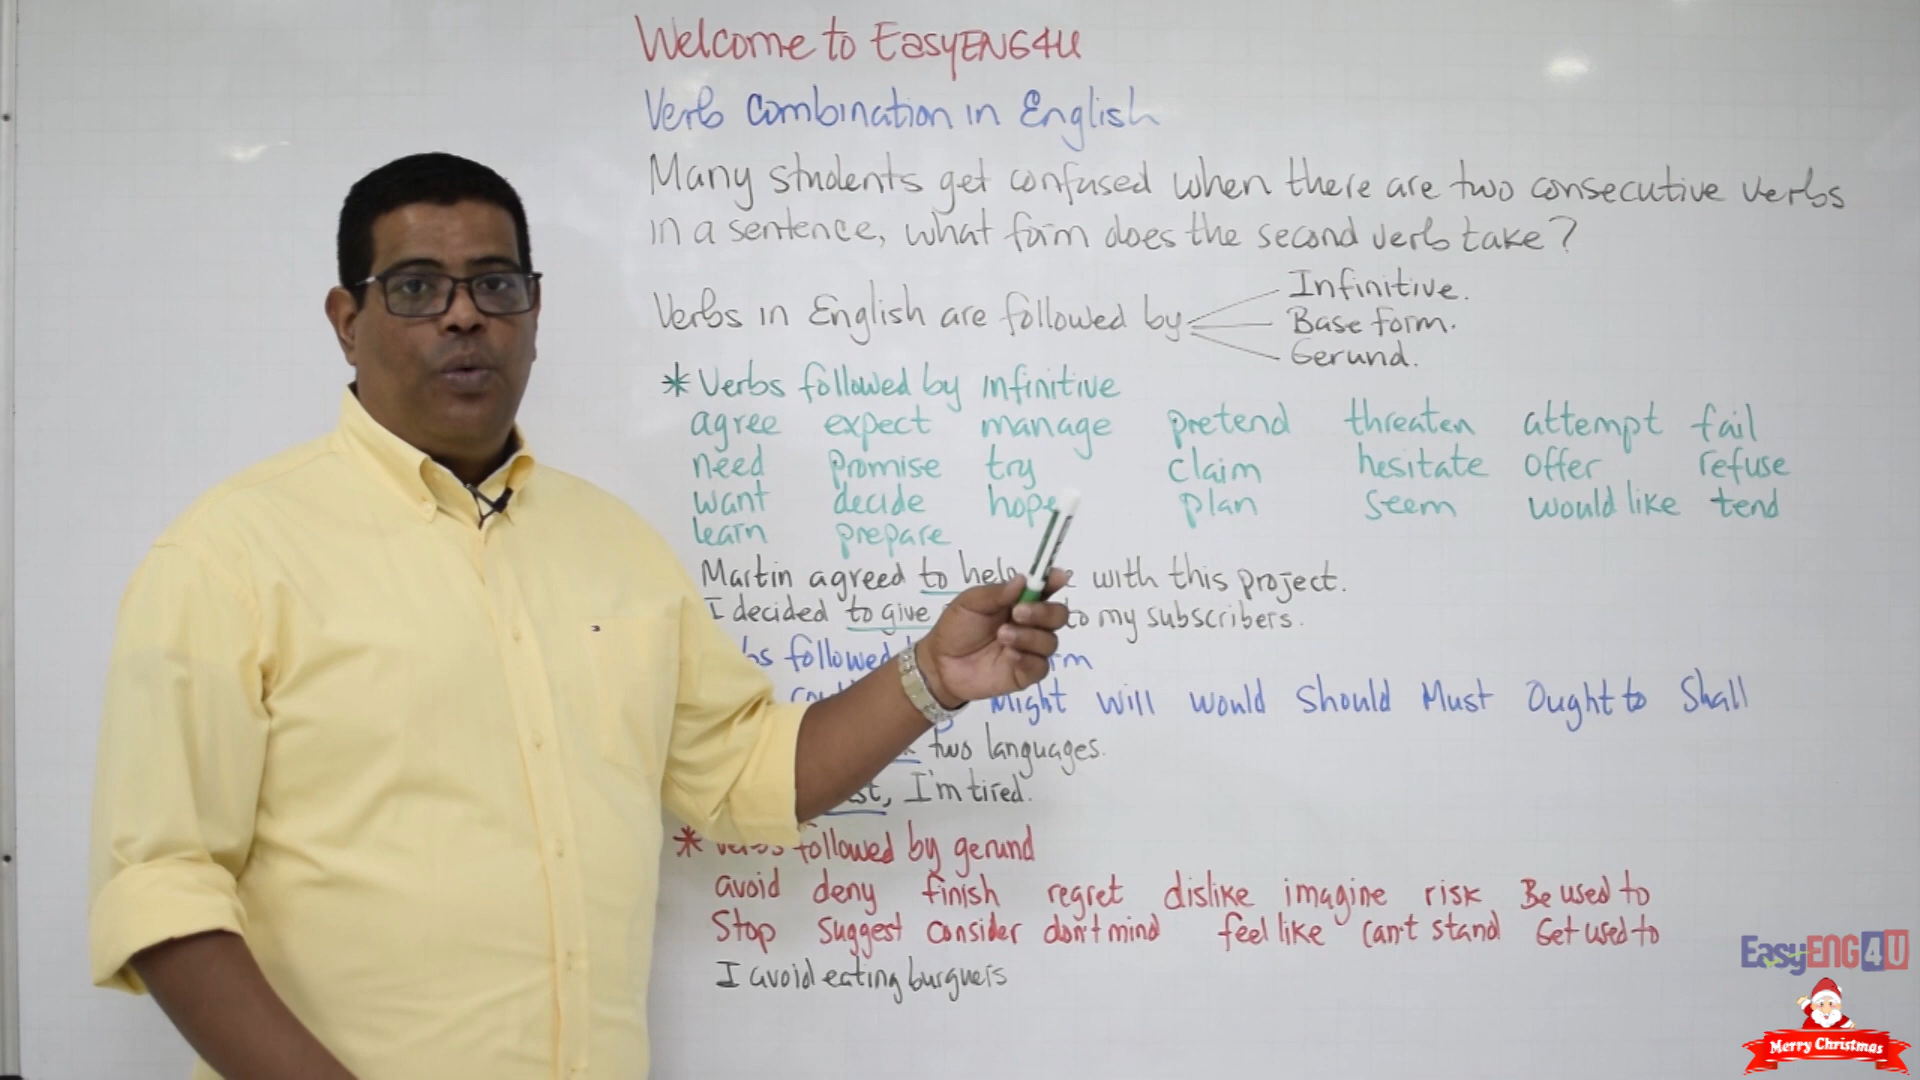 Welcome to EasyENG4U
Verb Combination in English
Many students get confused when there are two consecutive verbs
in a sentence, what form does the second verb take?
Verbs in English are followed by
Infinitive.
Base form.
Gerund.
* Verbs followed by infinitive
agree expect manage pretend threaten attempt fail
need promise try claim hesitate offer refuse
want decide hope plan seem would like tend
learn prepare
Martin agreed to help with this project.
I decided to give to my subscribers.
followed
Might Will Would Should Must Ought to Shall
two languages.
I'm tired.
* Verbs followed by gerund
avoid deny finish regret dislike imagine risk Be used to
Stop Suggest Consider don't mind feel like can't stand Get used to
I avoid eating burguers
EasyENG4U
Merry Christmas